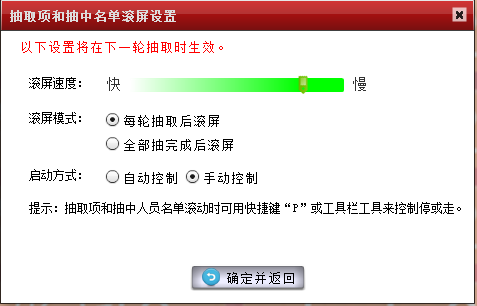 抽取项和抽中名单滚屏设置
以下设置将在下一轮抽取时生效。
滚屏速度： 快 慢
滚屏模式： 每轮抽取后滚屏
全部抽完成后滚屏
启动方式： 自动控制 手动控制
提示：抽取项和抽中人员名单滚动时可用快捷键“P”或工具栏工具来控制停或走。
确定并返回